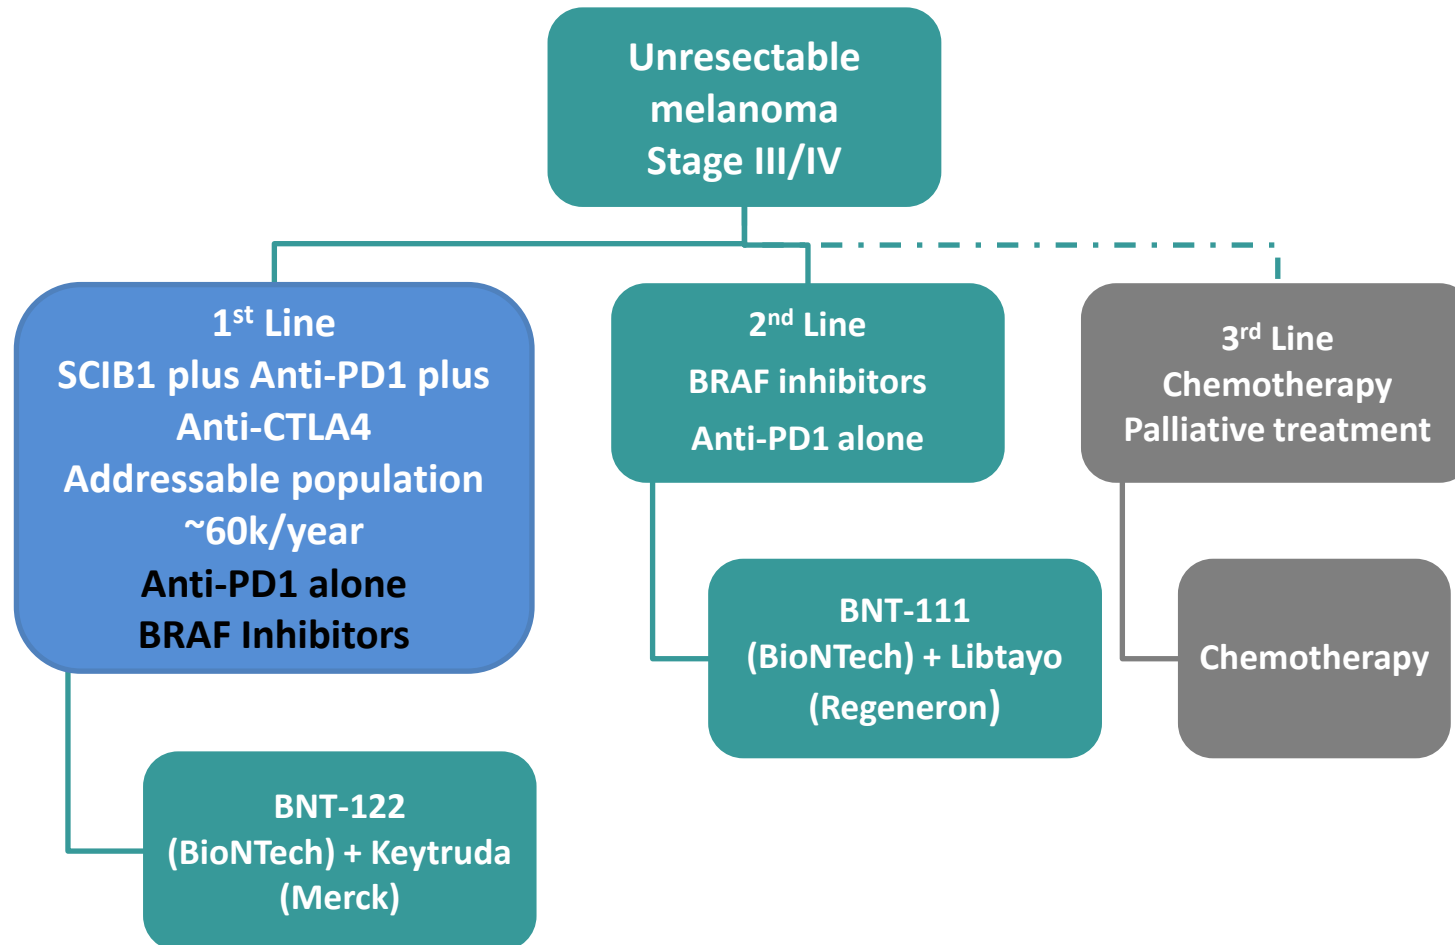 Unresectable
melanoma
Stage III/IV
1st Line
SCIB1 plus Anti-PD1 plus
Anti-CTLA4
Addressable population
~60k/year
Anti-PD1 alone
BRAF Inhibitors
2nd Line
BRAF inhibitors
Anti-PD1 alone
3rd Line
Chemotherapy
Palliative treatment
BNT-111
(BioNTech) + Libtayo
(Regeneron)
Chemotherapy
BNT-122
(BioNTech) + Keytruda
(Merck)